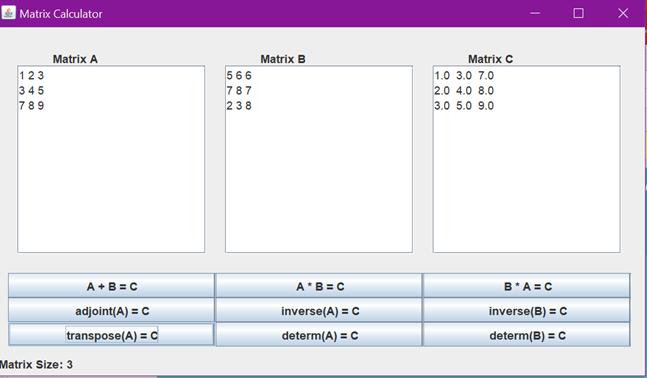 Matrix Calculator
Matrix A
Matrix B
Matrix C
1 2 3
3 4 5
7 8 9
5 6 6
7 8 7
2 3 8
1.0 3.0 7.0
2.0 4.0 8.0
3.0 5.0 9.0
A + B = C
A * B = C
B * A = C
adjoint(A) = C
inverse(A) = C
inverse(B) = C
transpose(A) = C
determ(A) = C
determ(B) = C
Matrix Size: 3